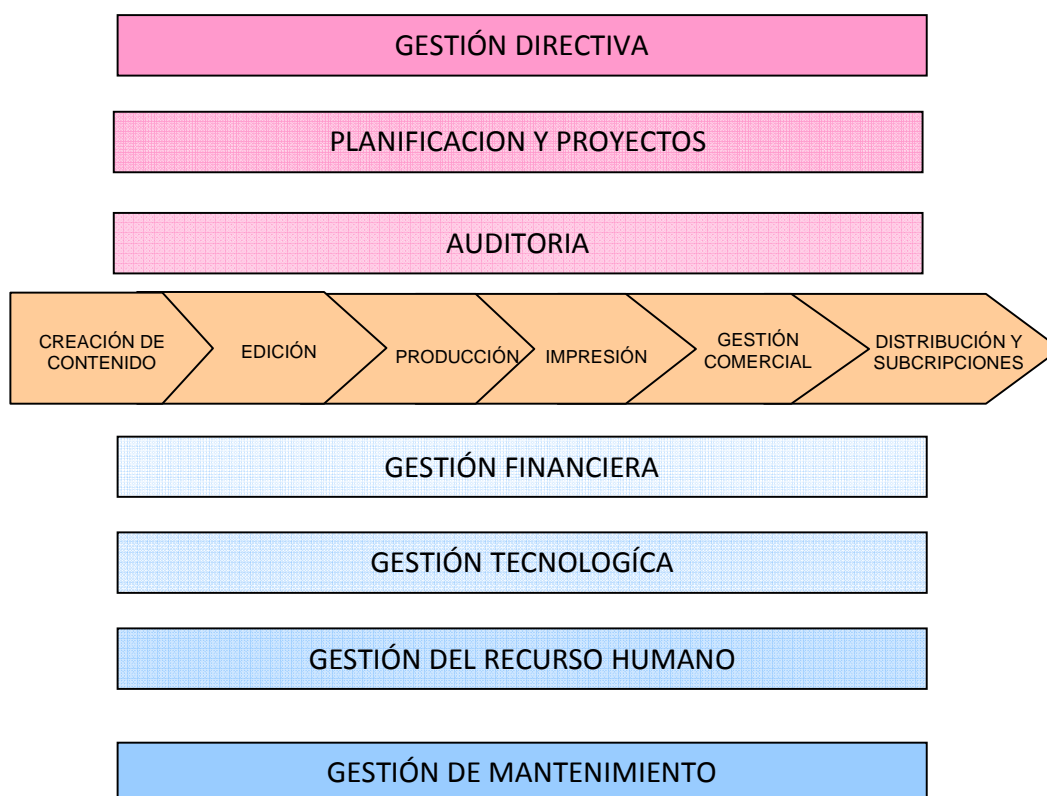 GESTIÓN DIRECTIVA
PLANIFICACION Y PROYECTOS
AUDITORIA
CREACIÓN DE
CONTENIDO
EDICIÓN
PRODUCCIÓN
IMPRESIÓN
GESTIÓN
COMERCIAL
DISTRIBUCIÓN Y
SUBCRIPCIONES
GESTIÓN FINANCIERA
GESTIÓN TECNOLOGÍCA
GESTIÓN DEL RECURSO HUMANO
GESTIÓN DE MANTENIMIENTO